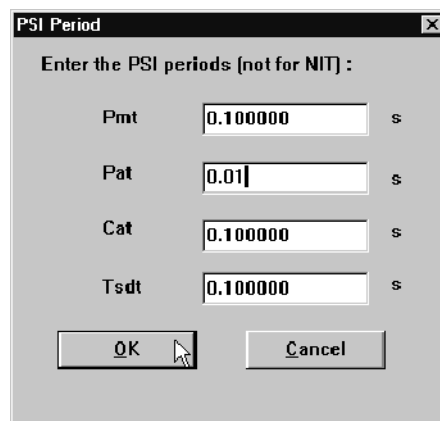 PSI Period
Enter the PSI periods (not for NIT) :
Pmt 0.100000 s
Pat 0.01 s
Cat 0.100000 s
Tsdt 0.100000 s
OK Cancel